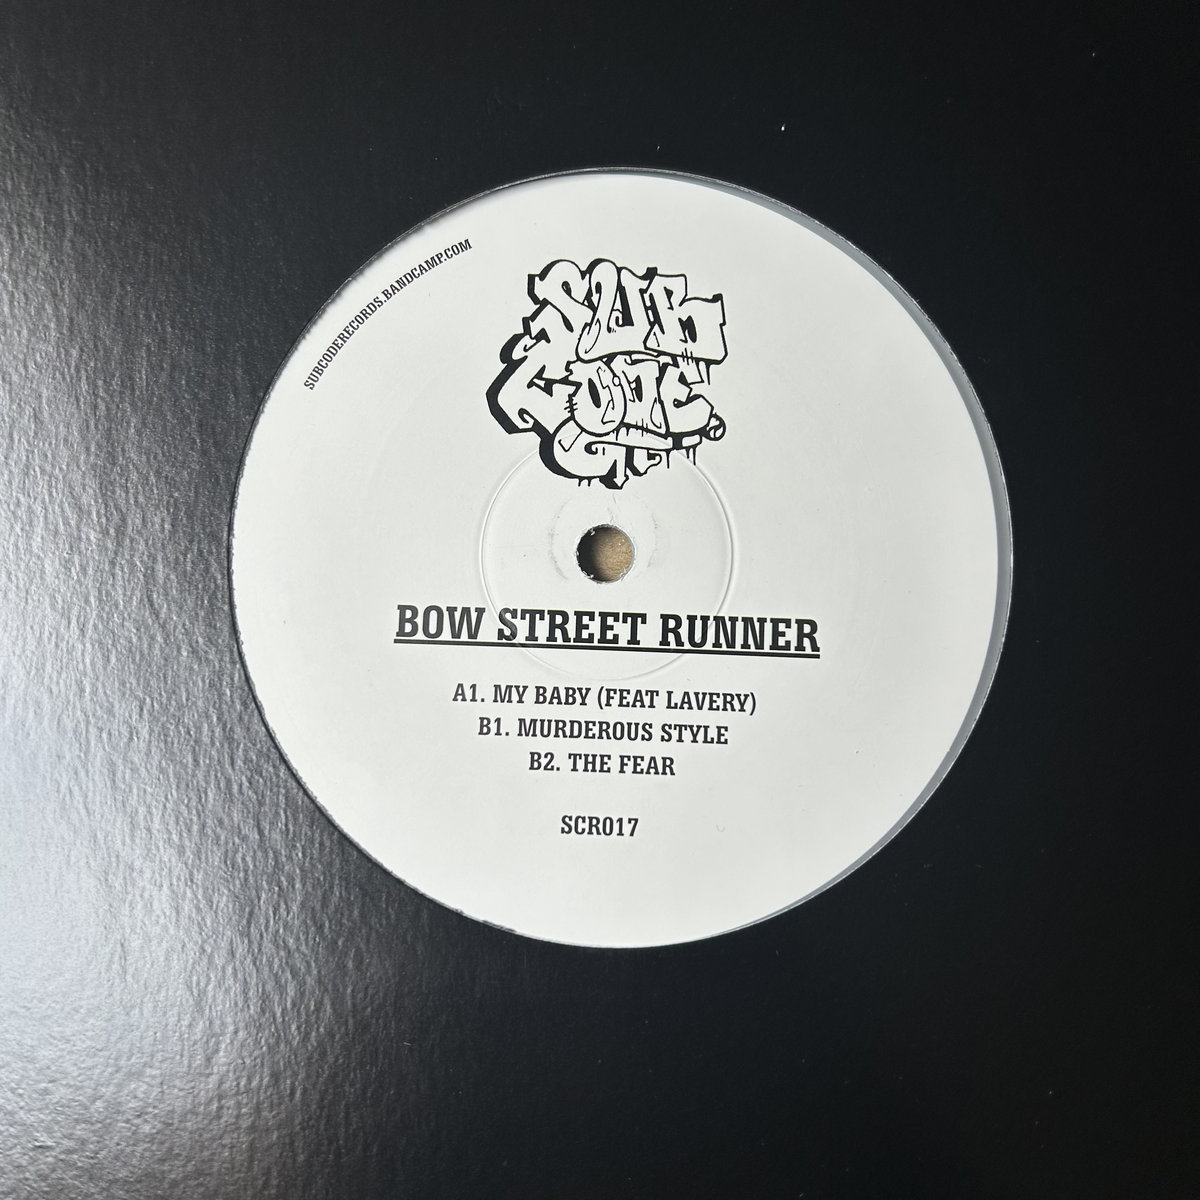 SUBCODERECORDS.BANDCAMP.COM
SUB
CODE
BOW STREET RUNNER
A1. MY BABY (FEAT LAVERY)
B1. MURDEROUS STYLE
B2. THE FEAR
SCR017